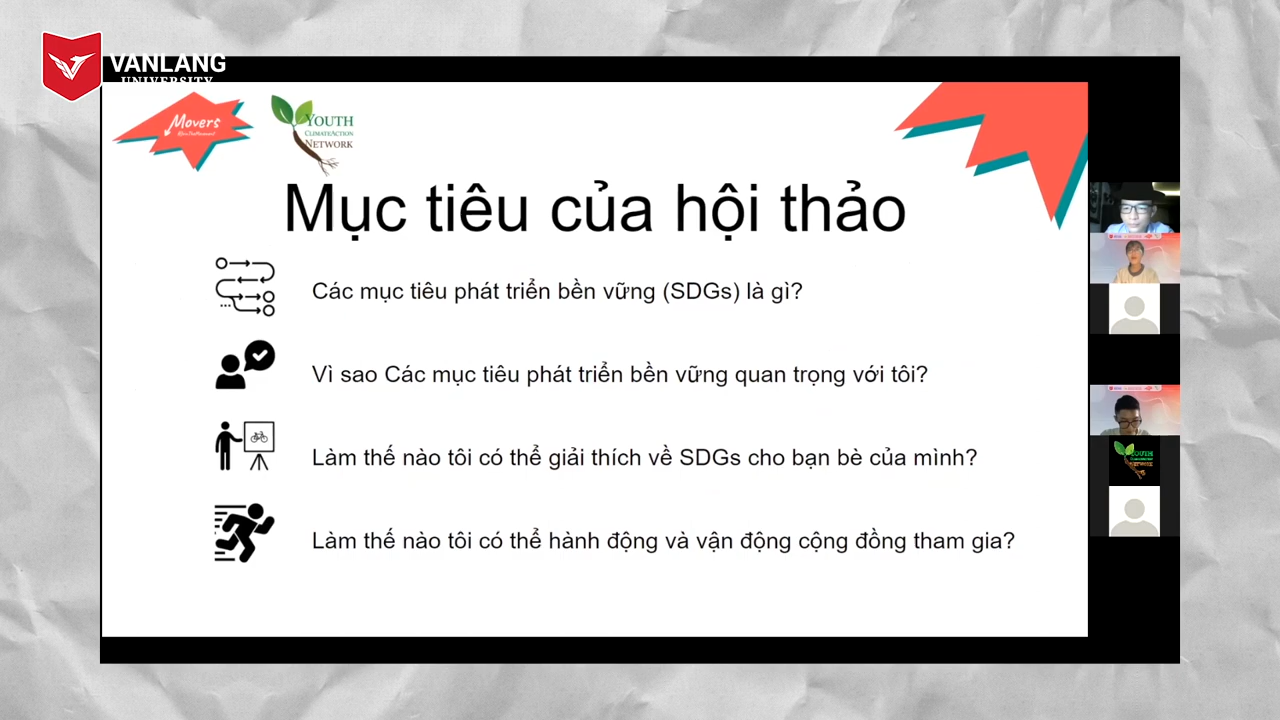 VANLANG
UNIVERSITY
Movers
YOUTH
CLIMATEACTION
NETWORK
Mục tiêu của hội thảo
Các mục tiêu phát triển bền vững (SDGs) là gì?
Vì sao Các mục tiêu phát triển bền vững quan trọng với tôi?
Làm thế nào tôi có thể giải thích về SDGs cho bạn bè của mình?
Làm thế nào tôi có thể hành động và vận động cộng đồng tham gia?
YOUTH
NETWORK